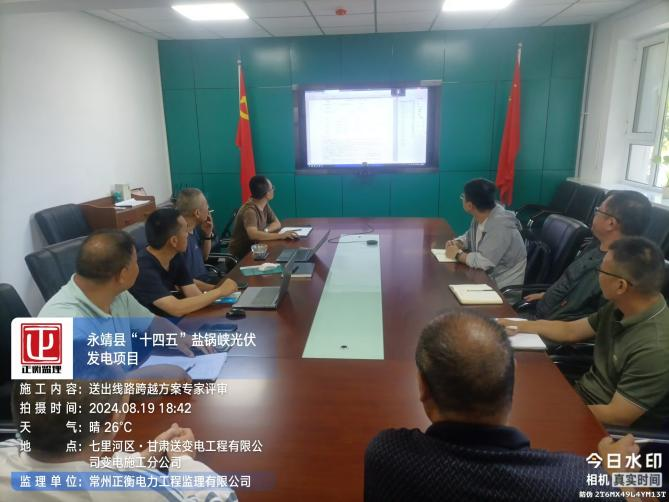 正衡监理
永靖县“十四五”盐锅峡光伏
发电项目
施工内容：送出线路跨越方案专家评审
拍摄时间：2024.08.19 18:42
天气：晴 26°C
地点：七里河区·甘肃送变电工程有限公
司变电施工分公司
监理单位：常州正衡电力工程监理有限公司
今日水印
相机 真实时间
防伪 2T6MX49L4YMI3T